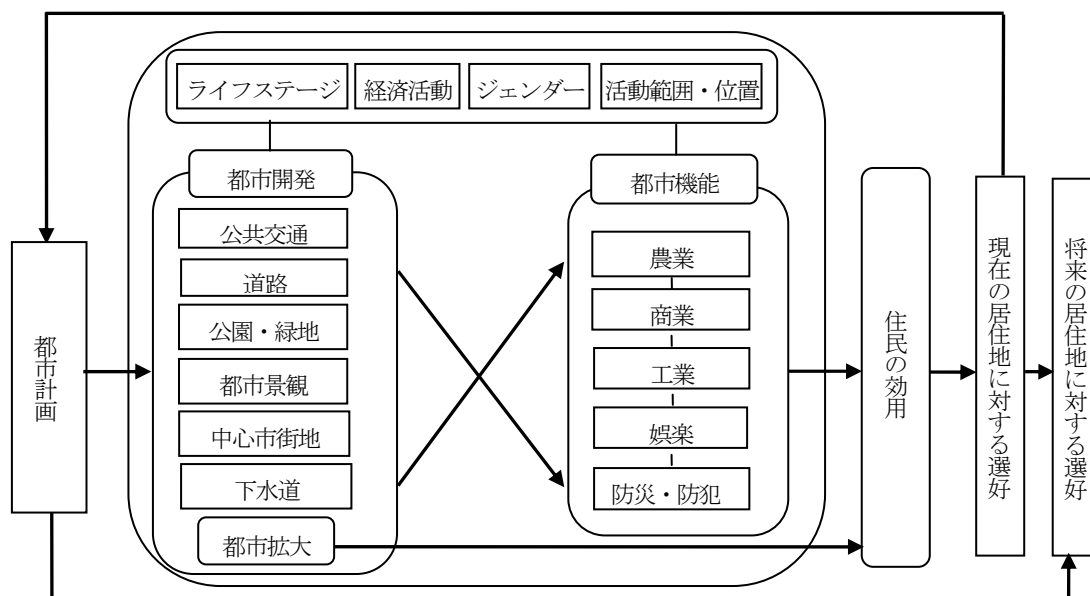 ライフステージ
経済活動
ジェンダー
活動範囲・位置
都市開発
公共交通
道路
公園・緑地
都市景観
中心市街地
下水道
都市拡大
都市機能
農業
商業
工業
娯楽
防災・防犯
都市計画
住民の効用
現在の居住地に対する選好
将来の居住地に対する選好